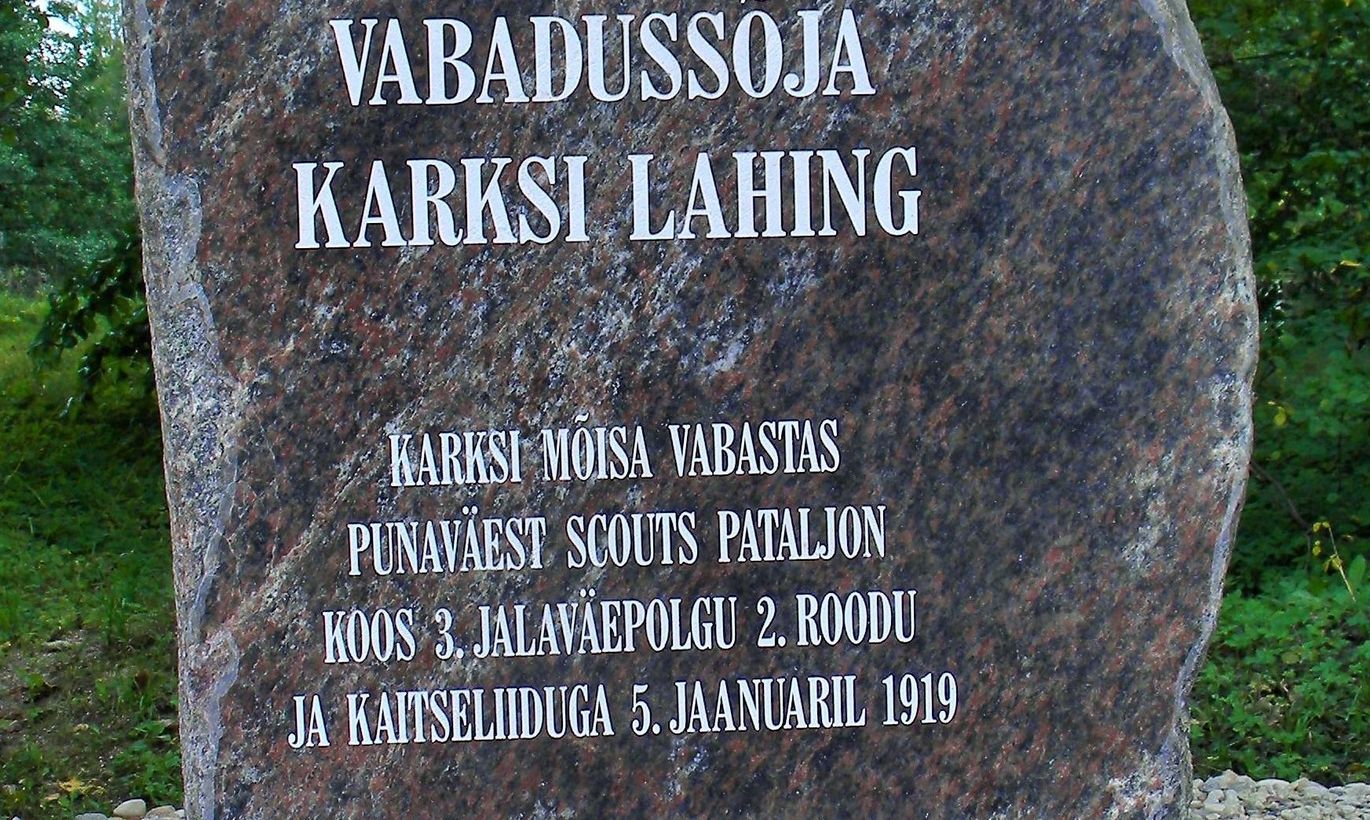 VABADUSSÕJA
KARKSI LAHING
KARKSI MÕISA VABASTAS
PUNAVÄEST SCOUTS PATALJON
KOOS 3. JALAVÄEPOLGU 2. ROODU
JA KAITSELIIDUGA 5. JAANUARIL 1919